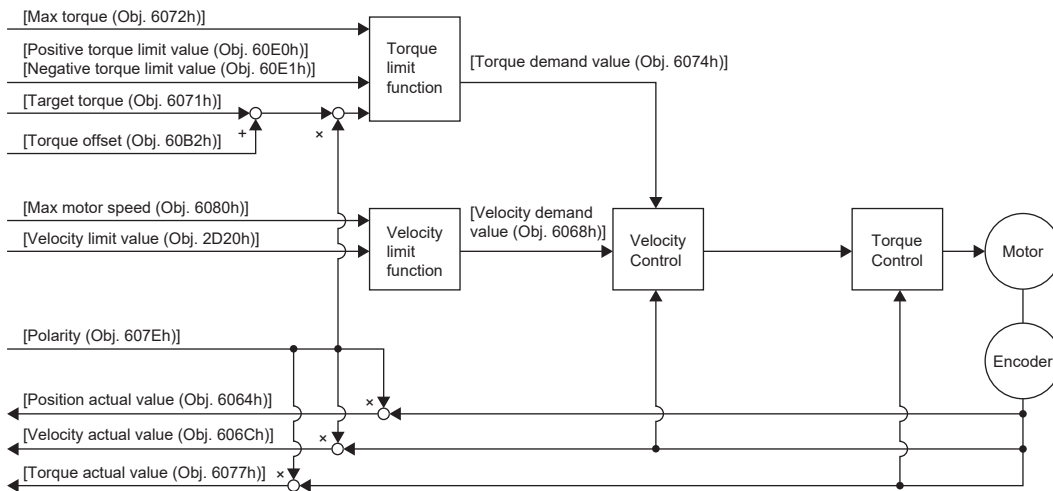 [Max torque (Obj. 6072h]
[Positive torque limit value (Obj. 60E0h]
[Negative torque limit value (Obj. 60E1h]
[Target torque (Obj. 6071h]
+
×
[Torque offset (Obj. 60B2h]
Torque
limit
function
[Torque demand value (Obj. 6074h]
[Max motor speed (Obj. 6080h]
[Velocity limit value (Obj. 2D20h]
Velocity
limit
function
[Velocity demand
value (Obj. 6068h]
Velocity
Control
Torque
Control
Motor
Encoder
[Polarity (Obj. 607Eh)]
[Position actual value (Obj. 6064h]
×
[Velocity actual value (Obj. 606Ch]
×
[Torque actual value (Obj. 6077h]
×